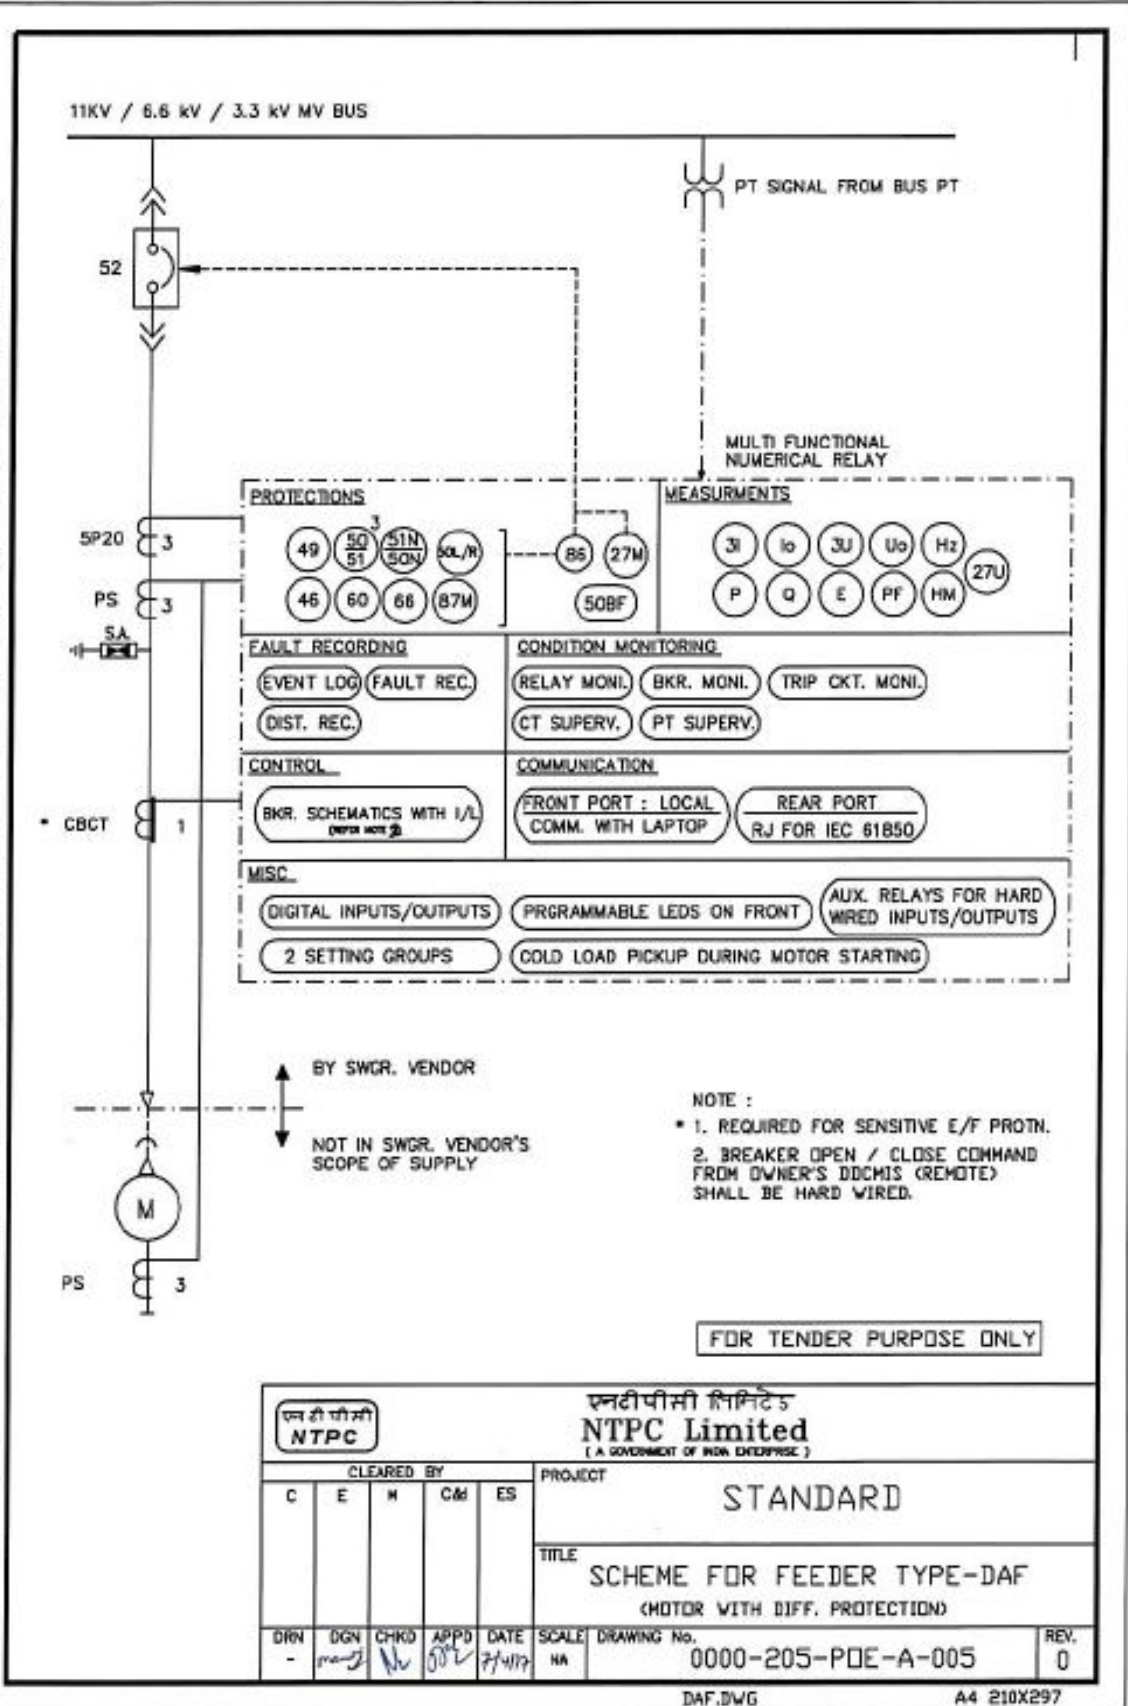 11KV / 6.6 kV / 3.3 kV MV BUS
PT SIGNAL FROM BUS PT
52
MULTI FUNCTIONAL
NUMERICAL RELAY
PROTECTIONS
MEASURMENTS
5P20
3
3
49
50
51
51N
50N
50L/R
86
27M
3I
Io
3U
Uo
Hz
27U
PS
3
46
60
66
87M
50BF
P
Q
E
PF
HM
S.A.
FAULT RECORDING
CONDITION MONITORING
EVENT LOG
FAULT REC.
RELAY MONI.
BKR. MONI.
TRIP CKT. MONI.
DIST. REC.
CT SUPERV.
PT SUPERV.
CONTROL
COMMUNICATION
* CBCT
1
BKR. SCHEMATICS WITH I/L
(REFER NOTE 2)
FRONT PORT : LOCAL
COMM. WITH LAPTOP
REAR PORT
RJ FOR IEC 61850
MISC
DIGITAL INPUTS/OUTPUTS
PRGRAMMABLE LEDS ON FRONT
AUX. RELAYS FOR HARD
WIRED INPUTS/OUTPUTS
2 SETTING GROUPS
COLD LOAD PICKUP DURING MOTOR STARTING
BY SWGR. VENDOR
NOT IN SWGR. VENDOR'S
SCOPE OF SUPPLY
NOTE :
* 1. REQUIRED FOR SENSITIVE E/F PROTN.
2. BREAKER OPEN / CLOSE COMMAND
FROM OWNER'S DDCMIS (REMOTE)
SHALL BE HARD WIRED.
M
PS
3
FOR TENDER PURPOSE ONLY
एनटीपीसी
NTPC
एनटीपीसी लिमिटेड
NTPC Limited
( A GOVERNMENT OF INDIA ENTERPRISE )
CLEARED BY
C
E
M
C&I
ES
PROJECT
STANDARD
TITLE
SCHEME FOR FEEDER TYPE-DAF
(MOTOR WITH DIFF. PROTECTION)
DRN
DGN
CHKD
APPD
DATE
SCALE
DRAWING No.
REV.
-
7/4/17
NA
0000-205-POE-A-005
0
DAF.DWG
A4 210X297